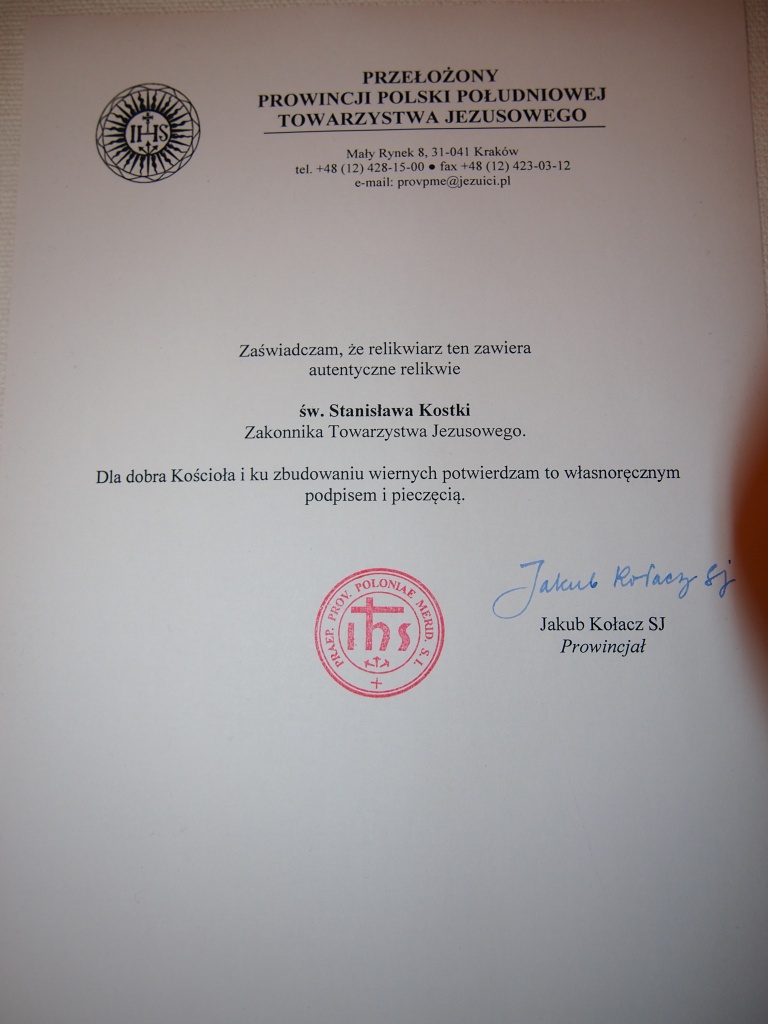 IHS
PRZEŁOŻONY
PROWINCJI POLSKI POŁUDNIOWEJ
TOWARZYSTWA JEZUSOWEGO
Mały Rynek 8, 31-041 Kraków
tel. +48 (12) 428-15-00 ● fax +48 (12) 423-03-12
e-mail: provpme@jezuici.pl
Zaświadczam, że relikwiarz ten zawiera
autentyczne relikwie
św. Stanisława Kostki
Zakonnika Towarzystwa Jezusowego.
Dla dobra Kościoła i ku zbudowaniu wiernych potwierdzam to własnoręcznym
podpisem i pieczęcią.
PRAEP. PROV. POLONIAE MERID. S. I.
ihs
Jakub Kołacz SJ
Jakub Kołacz SJ
Prowincjał